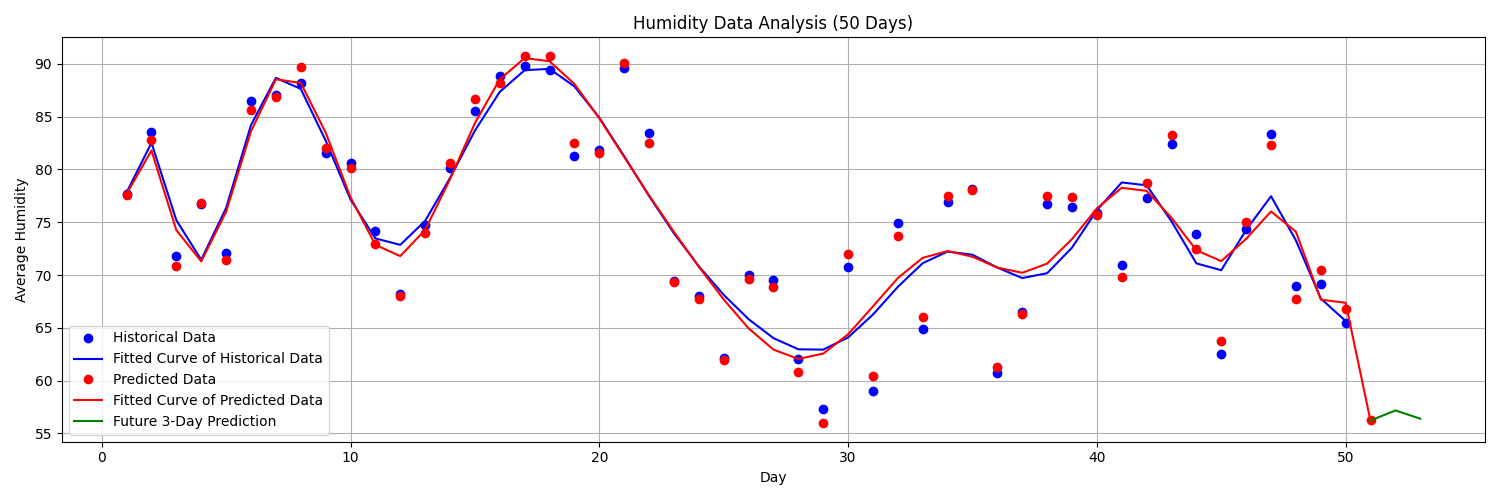 Humidity Data Analysis (50 Days)
Average Humidity
90
85
80
75
70
65
60
55
Historical Data
Fitted Curve of Historical Data
Predicted Data
Fitted Curve of Predicted Data
Future 3-Day Prediction
0 10 20 30 40 50
Day